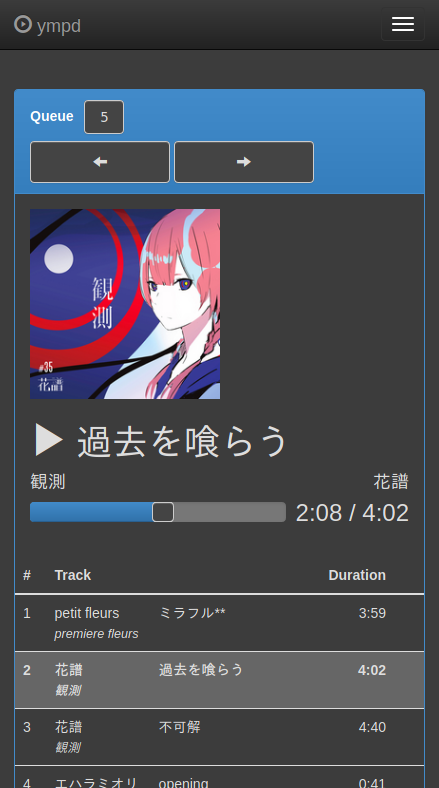 ympd
Queue 5
観測
#35
花譜
過去を喰らう
観測 花譜
2:08 / 4:02
# Track Duration
1 petit fleurs ミラフル** 3:59
premiere fleurs
2 花譜 過去を喰らう 4:02
観測
3 花譜 不可解 4:40
観測
4 エハラミオリ opening 0:41